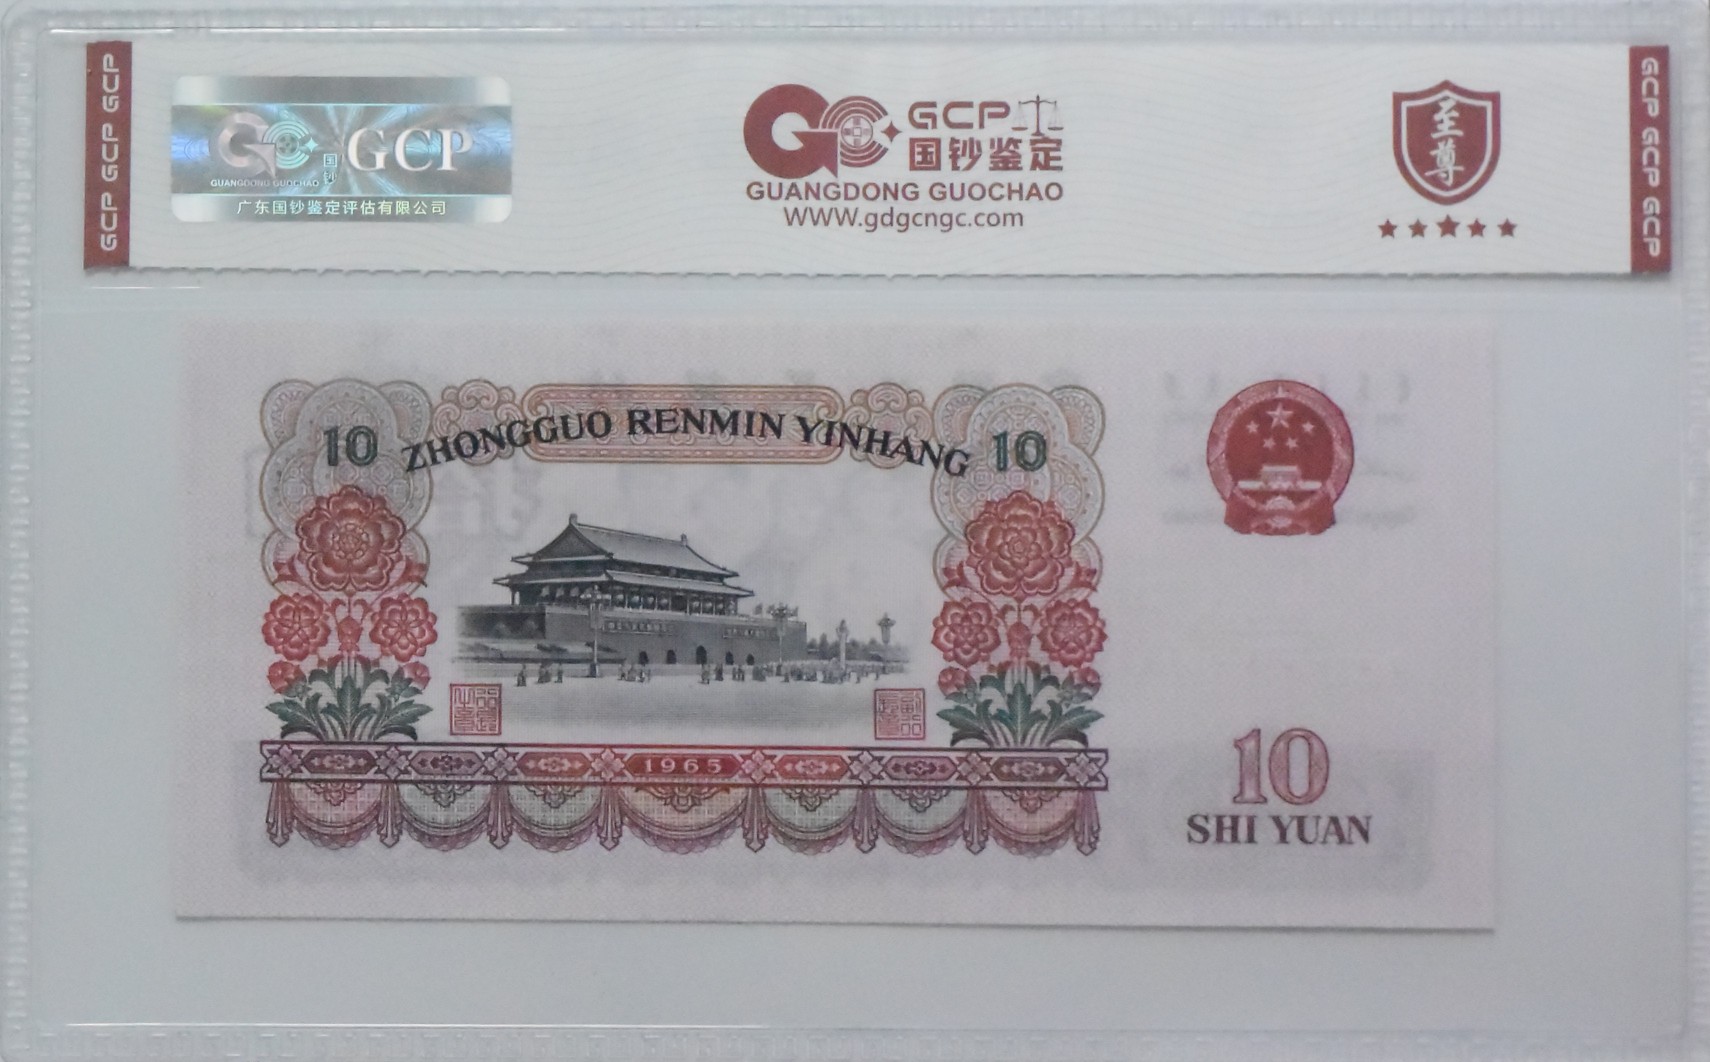 GCP GCP GCP
GCP
国钞
GUANGDONG GUOCHAO
广东国钞鉴定评估有限公司
GCP
国钞鉴定
GUANGDONG GUOCHAO
WWW.gdgcngc.com
至尊
GCP GCP GCP
10 ZHONGGUO RENMIN YINHANG 10
1965
10
SHI YUAN